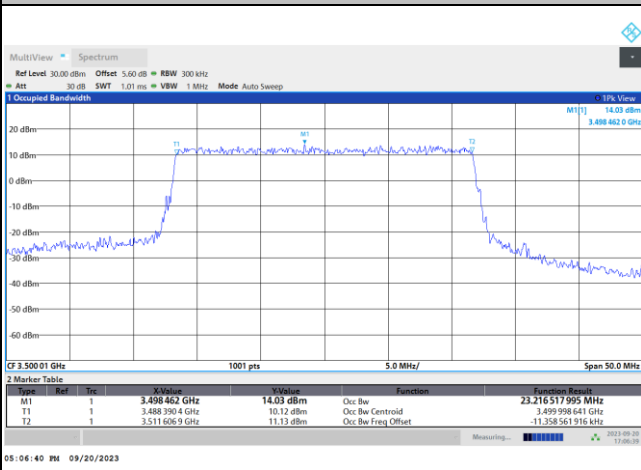 MultiView Spectrum
Ref Level 30.00 dBm Offset 5.60 dB RBW 300 kHz
Att 30 dB SWT 1.01 ms VBW 1 MHz Mode Auto Sweep
1 Occupied Bandwidth 1Pk View
M1[1] 14.03 dBm
3.498 462 0 GHz
M1
T1 T2
20 dBm
10 dBm
0 dBm
-10 dBm
-20 dBm
-30 dBm
-40 dBm
-50 dBm
-60 dBm
CF 3.500 01 GHz 1001 pts 5.0 MHz/ Span 50.0 MHz
2 Marker Table
Type Ref Trc X-Value Y-Value Function Function Result
M1 1 3.498 462 GHz 14.03 dBm Occ Bw 23.216 517 995 MHz
T1 1 3.488 390 4 GHz 10.12 dBm Occ Bw Centroid 3.499 998 641 GHz
T2 1 3.511 606 9 GHz 11.13 dBm Occ Bw Freq Offset -11.358 561 916 kHz
Measuring... 2023-09-20
17:06:39
05:06:40 PM 09/20/2023